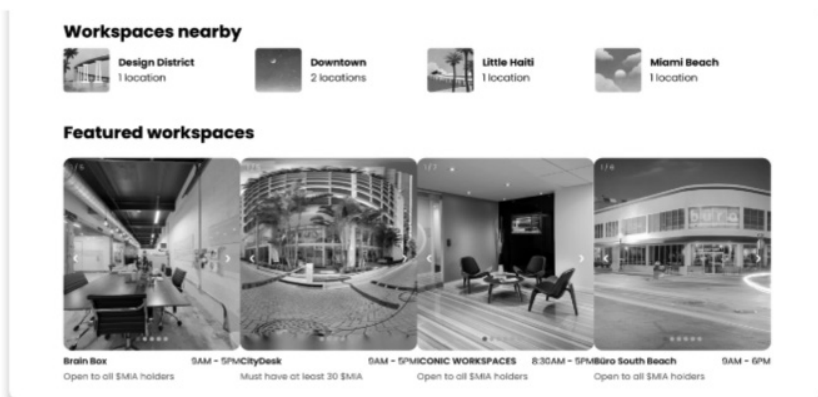 Workspaces nearby
Design District
1 location
Downtown
2 locations
Little Haiti
1 location
Miami Beach
1 location
Featured workspaces
1/7
büro
Brain Box 9AM - 5PM
Open to all $MIA holders
CityDesk 9AM - 5PM
Must have at least 30 $MIA
ICONIC WORKSPACES 8:30AM - 5PM
Open to all $MIA holders
Büro South Beach 9AM - 6PM
Open to all $MIA holders